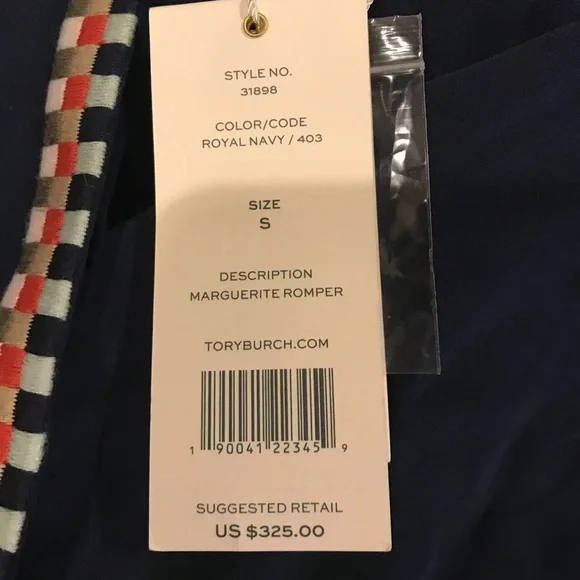 STYLE NO.
31898
COLOR/CODE
ROYAL NAVY / 403
SIZE
S
DESCRIPTION
MARGUERITE ROMPER
TORYBURCH.COM
1 90041 22345 9
SUGGESTED RETAIL
US $325.00